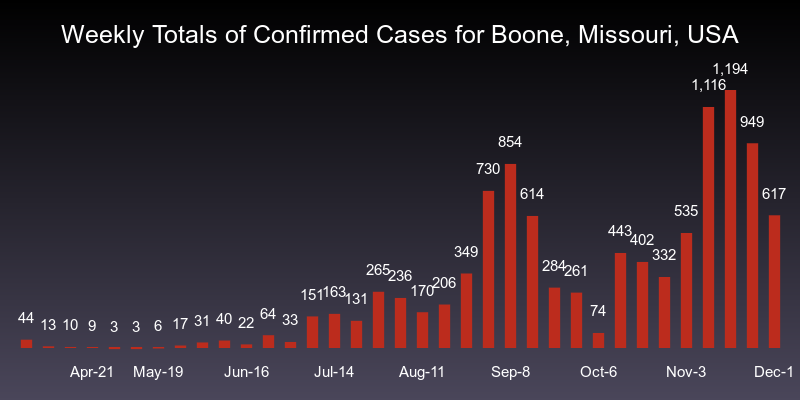 Weekly Totals of Confirmed Cases for Boone, Missouri, USA
44 13 10 9 3 3 6 17 31 40 22 64 33 151 163 131 265 236 170 206 349 730 854 614 284 261 74 443 402 332 535 1,116 1,194 949 617
Apr-21 May-19 Jun-16 Jul-14 Aug-11 Sep-8 Oct-6 Nov-3 Dec-1